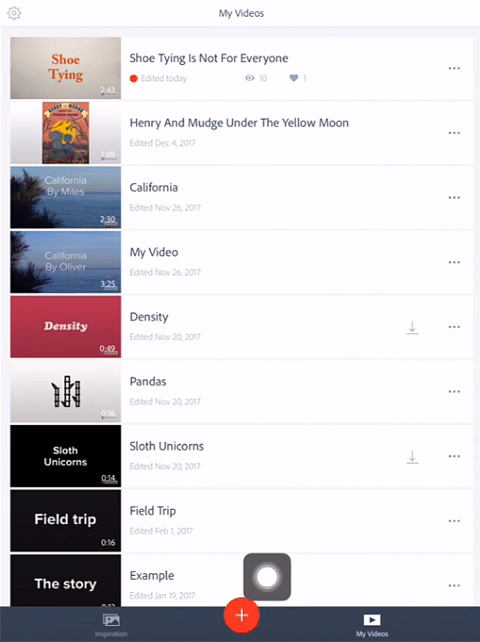 My Videos
Shoe
Tying
2:43
Shoe Tying Is Not For Everyone
Edited today
10
1
1:09
Henry And Mudge Under The Yellow Moon
Edited Dec 4, 2017
California
By Miles
2:30
California
Edited Nov 26, 2017
California
By Oliver
3:25
My Video
Edited Nov 26, 2017
Density
0:49
Density
Edited Nov 20, 2017
0:16
Pandas
Edited Nov 20, 2017
Sloth
Unicorns
0:14
Sloth Unicorns
Edited Nov 20, 2017
Field trip
0:16
Field Trip
Edited Feb 1, 2017
The story
Example
Edited Jan 19, 2017
Inspiration
My Videos